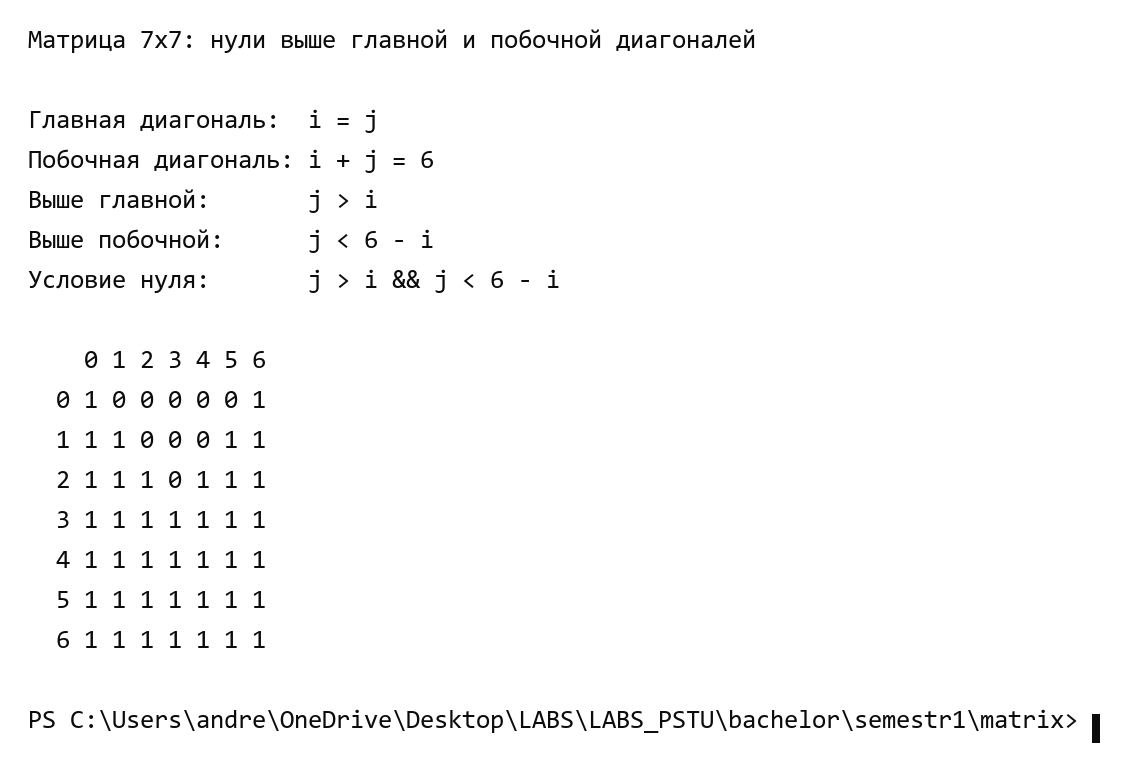 Матрица 7x7: нули выше главной и побочной диагоналей
Главная диагональ:  i = j
Побочная диагональ: i + j = 6
Выше главной:       j > i
Выше побочной:      j < 6 - i
Условие нуля:       j > i && j < 6 - i
    0 1 2 3 4 5 6
  0 1 0 0 0 0 0 1
  1 1 1 0 0 0 1 1
  2 1 1 1 0 1 1 1
  3 1 1 1 1 1 1 1
  4 1 1 1 1 1 1 1
  5 1 1 1 1 1 1 1
  6 1 1 1 1 1 1 1
PS C:\Users\andre\OneDrive\Desktop\LABS\LABS_PSTU\bachelor\semestr1\matrix>